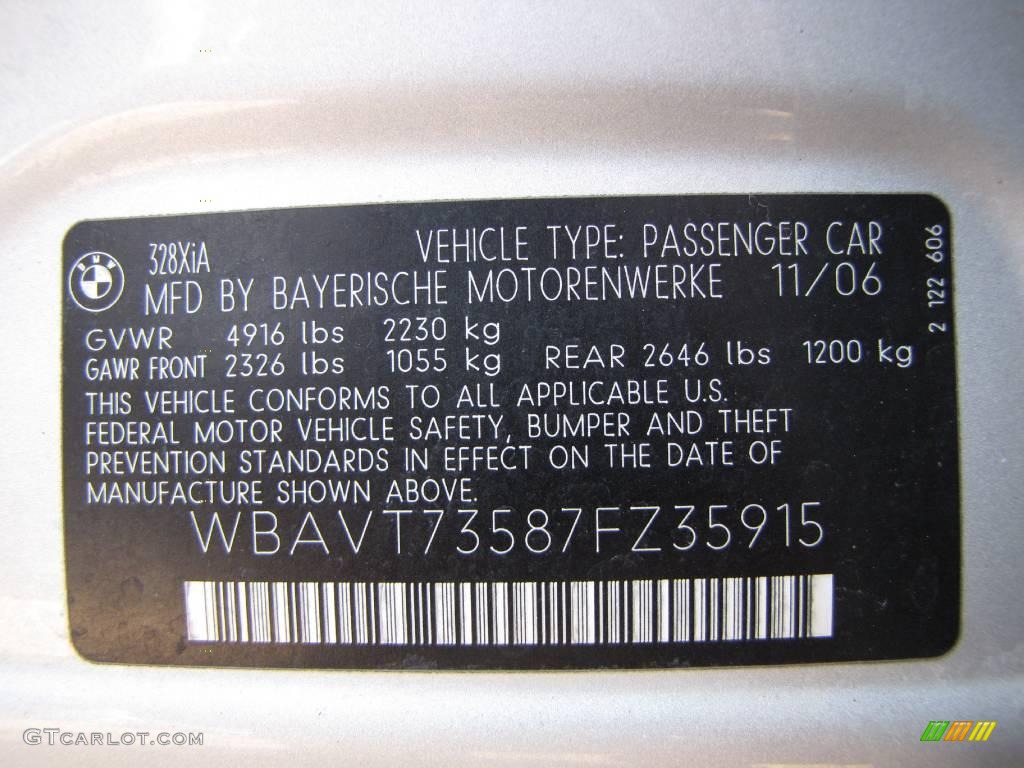 328XiA VEHICLE TYPE: PASSENGER CAR
BMW
MFD BY BAYERISCHE MOTORENWERKE 11/06
GVWR 4916 lbs 2230 kg
GAWR FRONT 2326 lbs 1055 kg REAR 2646 lbs 1200 kg
THIS VEHICLE CONFORMS TO ALL APPLICABLE U.S.
FEDERAL MOTOR VEHICLE SAFETY, BUMPER AND THEFT
PREVENTION STANDARDS IN EFFECT ON THE DATE OF
MANUFACTURE SHOWN ABOVE.
WBAVT73587FZ35915
2 122 606
GTCARLOT.COM